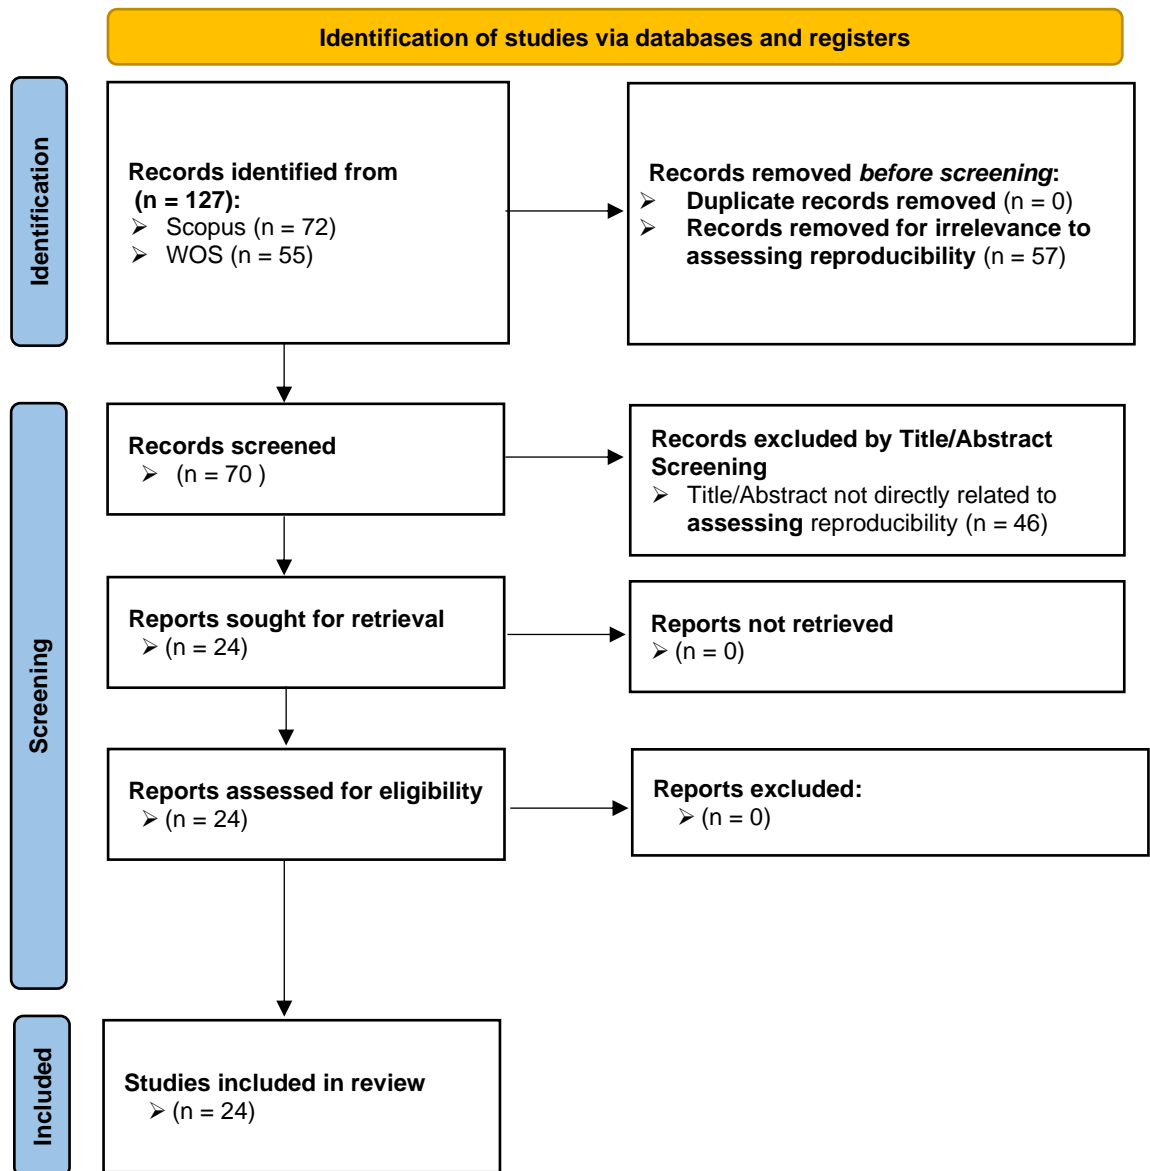 Identification of studies via databases and registers
Identification
Records identified from
(n = 127):
➢ Scopus (n = 72)
➢ WOS (n = 55)
Records removed before screening:
➢ Duplicate records removed (n = 0)
➢ Records removed for irrelevance to
assessing reproducibility (n = 57)
Screening
Records screened
➢ (n = 70 )
Records excluded by Title/Abstract
Screening
➢ Title/Abstract not directly related to
assessing reproducibility (n = 46)
Reports sought for retrieval
➢ (n = 24)
Reports not retrieved
➢ (n = 0)
Reports assessed for eligibility
➢ (n = 24)
Reports excluded:
➢ (n = 0)
Included
Studies included in review
➢ (n = 24)